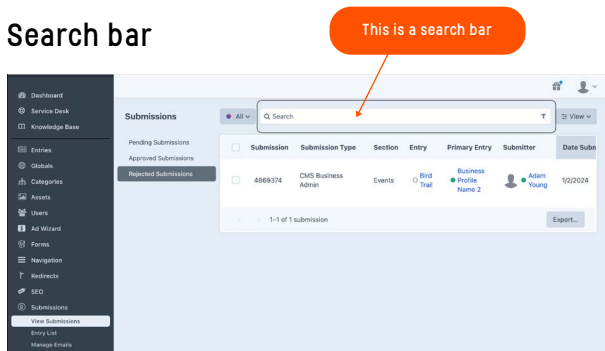 Search bar
This is a search bar
Dashboard
Service Desk
Knowledge Base
Entries
Globals
Categories
Assets
Users
Ad Wizard
Forms
Navigation
Redirects
SEO
Submissions
View Submissions
Entry List
Manage Emails
Submissions
Pending Submissions
Approved Submissions
Rejected Submissions
All
Search
View
Submission Submission Type Section Entry Primary Entry Submitter Date Subn
4869374
CMS Business
Admin
Events
Bird
Trail
Business
Profile
Name 2
Adam
Young
1/2/2024
1–1 of 1 submission
Export...